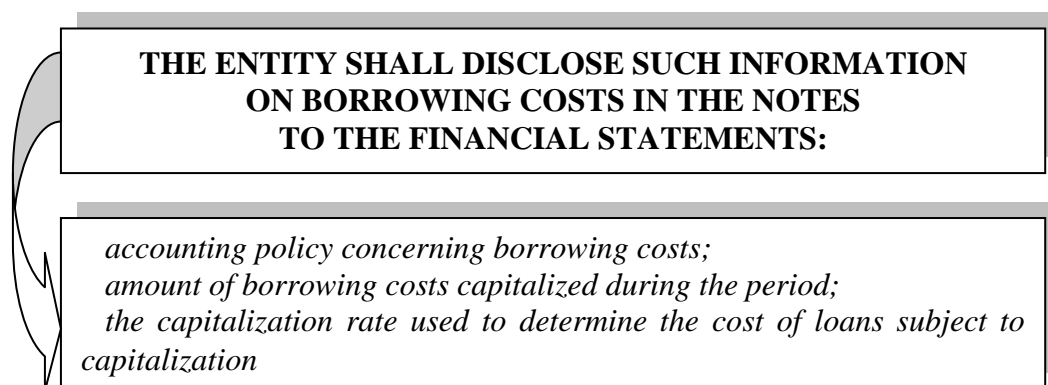 THE ENTITY SHALL DISCLOSE SUCH INFORMATION
ON BORROWING COSTS IN THE NOTES
TO THE FINANCIAL STATEMENTS:
accounting policy concerning borrowing costs;
amount of borrowing costs capitalized during the period;
the capitalization rate used to determine the cost of loans subject to
capitalization